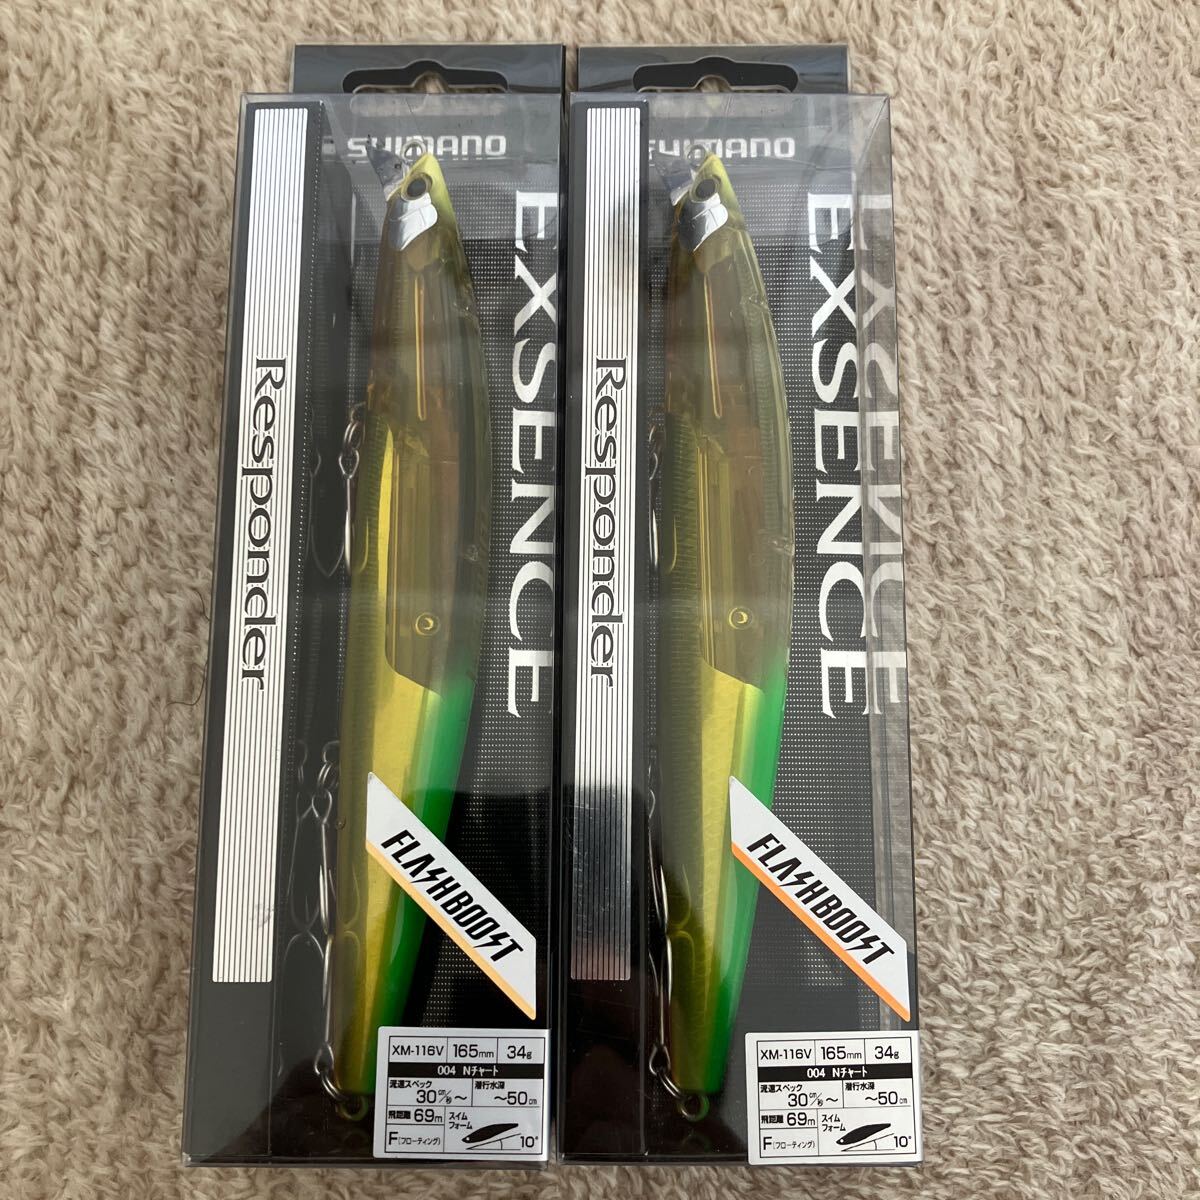 SHIMANO
EXSENCE
Responder
FLASHBOOST
XM-116V 165mm 34g
004 Nチャート
流速スペック 30cm/秒〜
潜行水深 〜50cm
飛距離 69m
スイムフォーム 10°
F(フローティング)
SHIMANO
EXSENCE
Responder
FLASHBOOST
XM-116V 165mm 34g
004 Nチャート
流速スペック 30cm/秒〜
潜行水深 〜50cm
飛距離 69m
スイムフォーム 10°
F(フローティング)